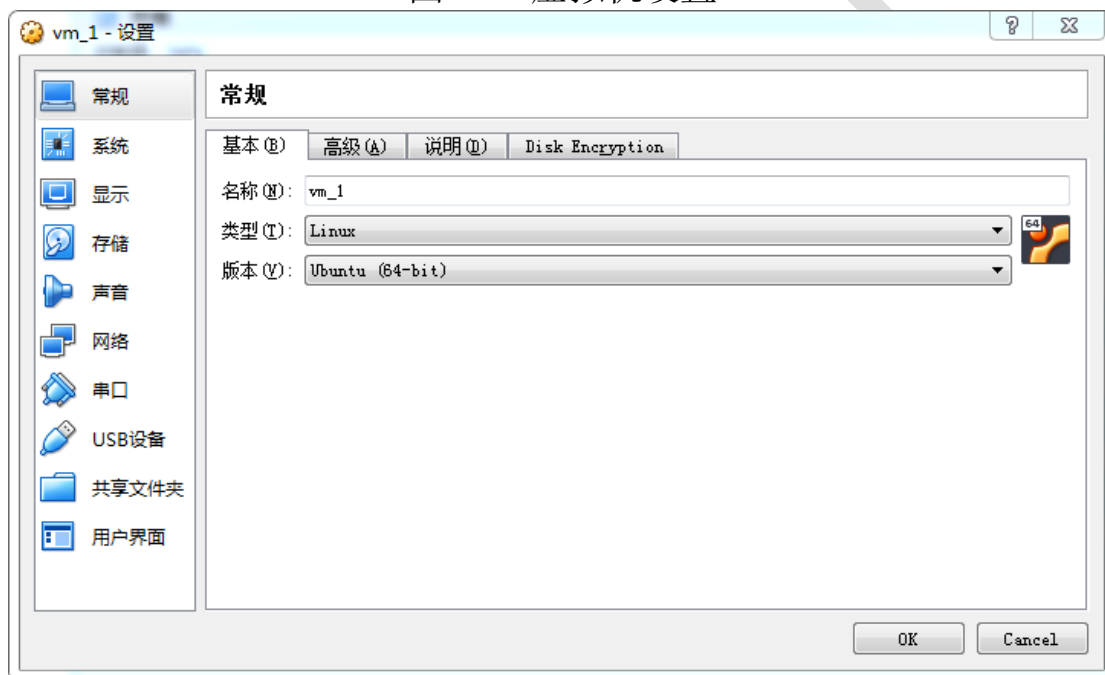 vm_1 - 设置
常规
系统
显示
存储
声音
网络
串口
USB设备
共享文件夹
用户界面
常规
基本(B) 高级(A) 说明(D) Disk Encryption
名称(N): vm_1
类型(T): Linux
64
版本(V): Ubuntu (64-bit)
OK Cancel